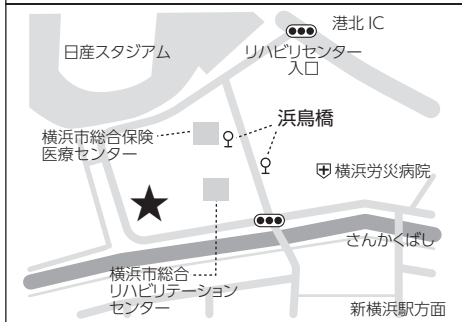 港北 IC
日産スタジアム
リハビリセンター
入口
浜鳥橋
横浜市総合保険
医療センター
横浜労災病院
さんかくばし
横浜市総合
リハビリテーション
センター
新横浜駅方面